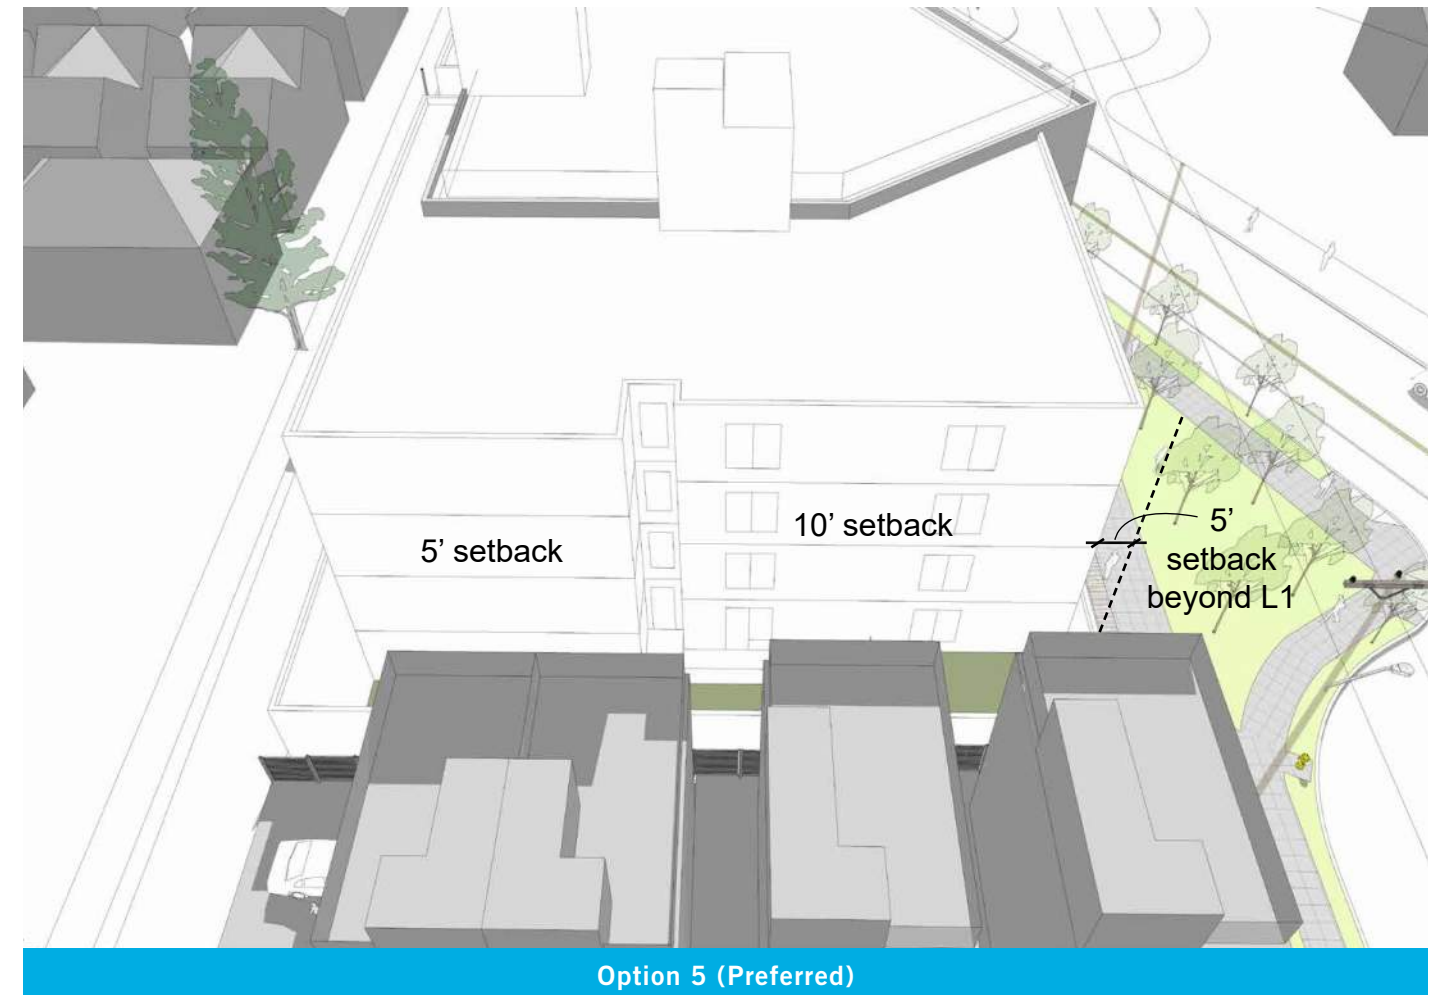 5’ setback
10’ setback
5’
setback
beyond L1
Option 5 (Preferred)